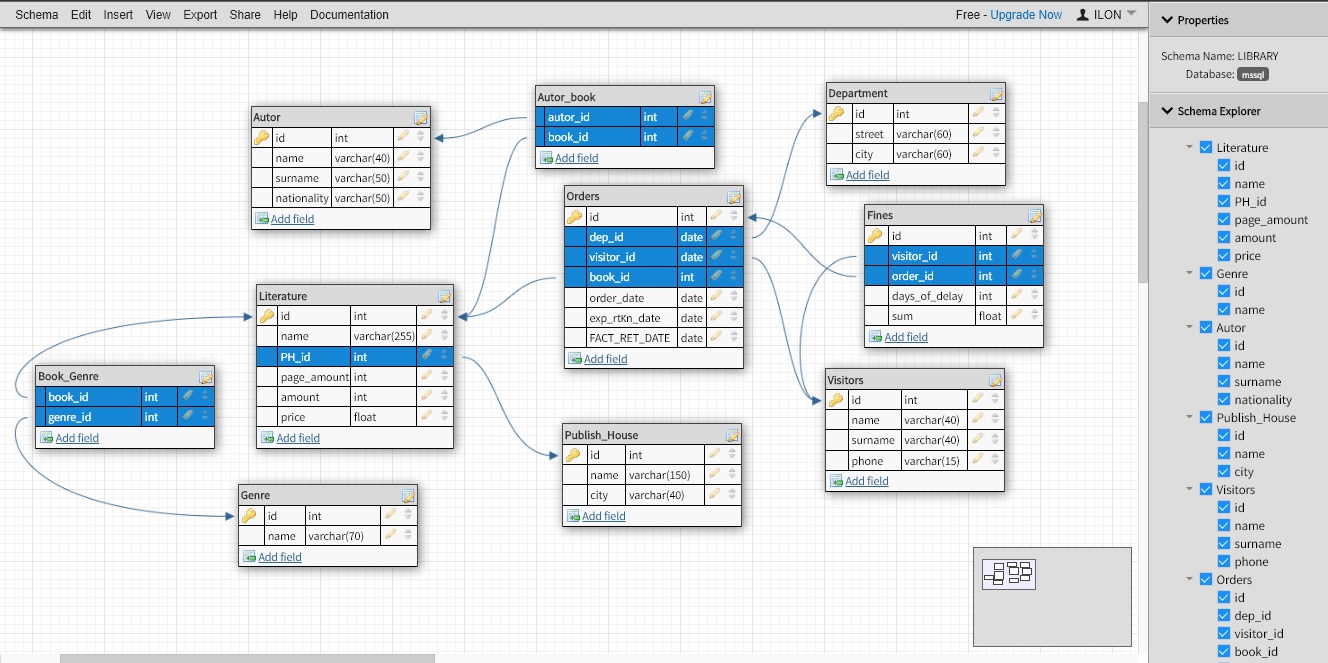 Schema Edit Insert View Export Share Help Documentation Free - Upgrade Now ILON
Autor
id int
name varchar(40)
surname varchar(50)
nationality varchar(50)
Add field
Autor_book
autor_id int
book_id int
Add field
Department
id int
street varchar(60)
city varchar(60)
Add field
Orders
id int
dep_id date
visitor_id date
book_id int
order_date date
exp_rtKn_date date
FACT_RET_DATE date
Add field
Fines
id int
visitor_id int
order_id int
days_of_delay int
sum float
Add field
Literature
id int
name varchar(255)
PH_id int
page_amount int
amount int
price float
Add field
Book_Genre
book_id int
genre_id int
Add field
Visitors
id int
name varchar(40)
surname varchar(40)
phone varchar(15)
Add field
Publish_House
id int
name varchar(150)
city varchar(40)
Add field
Genre
id int
name varchar(70)
Add field
Properties
Schema Name: LIBRARY
Database: mssql
Schema Explorer
Literature
id
name
PH_id
page_amount
amount
price
Genre
id
name
Autor
id
name
surname
nationality
Publish_House
id
name
city
Visitors
id
name
surname
phone
Orders
id
dep_id
visitor_id
book_id